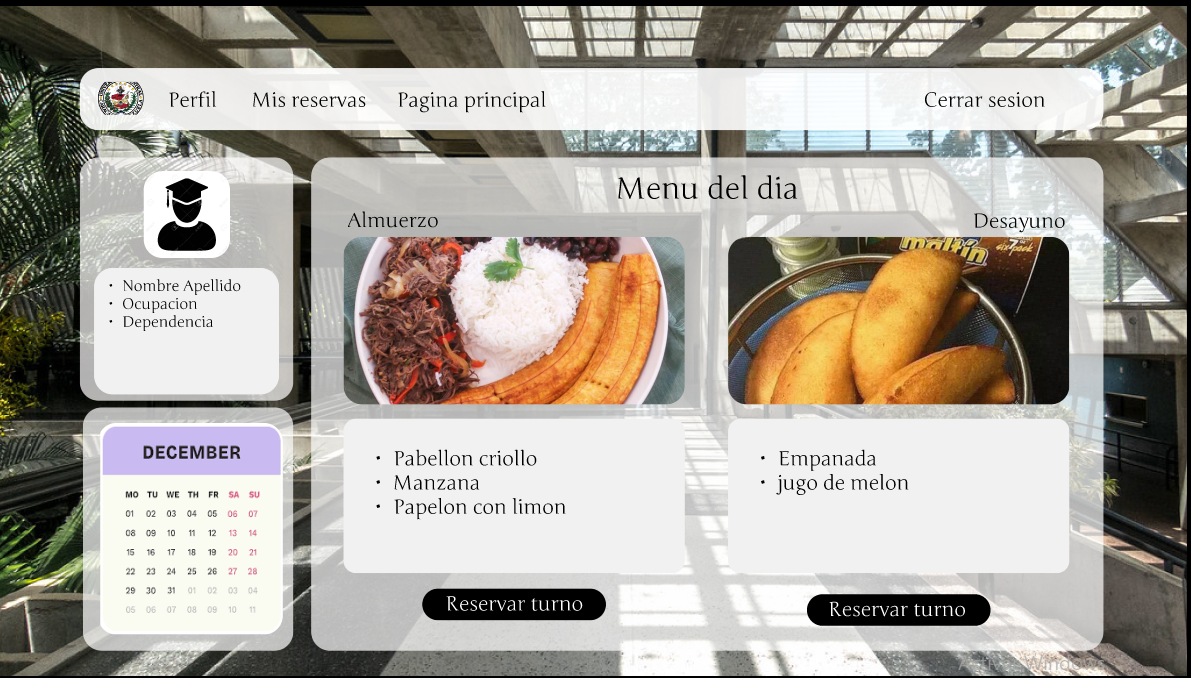 Perfil Mis reservas Pagina principal Cerrar sesion
Menu del dia
Almuerzo
Desayuno
maltín
• Nombre Apellido
• Ocupacion
• Dependencia
• Pabellon criollo
• Manzana
• Papelon con limon
• Empanada
• jugo de melon
Reservar turno
Reservar turno
DECEMBER
MO TU WE TH FR SA SU
01 02 03 04 05 06 07
08 09 10 11 12 13 14
15 16 17 18 19 20 21
22 23 24 25 26 27 28
29 30 31 01 02 03 04
05 06 07 08 09 10 11